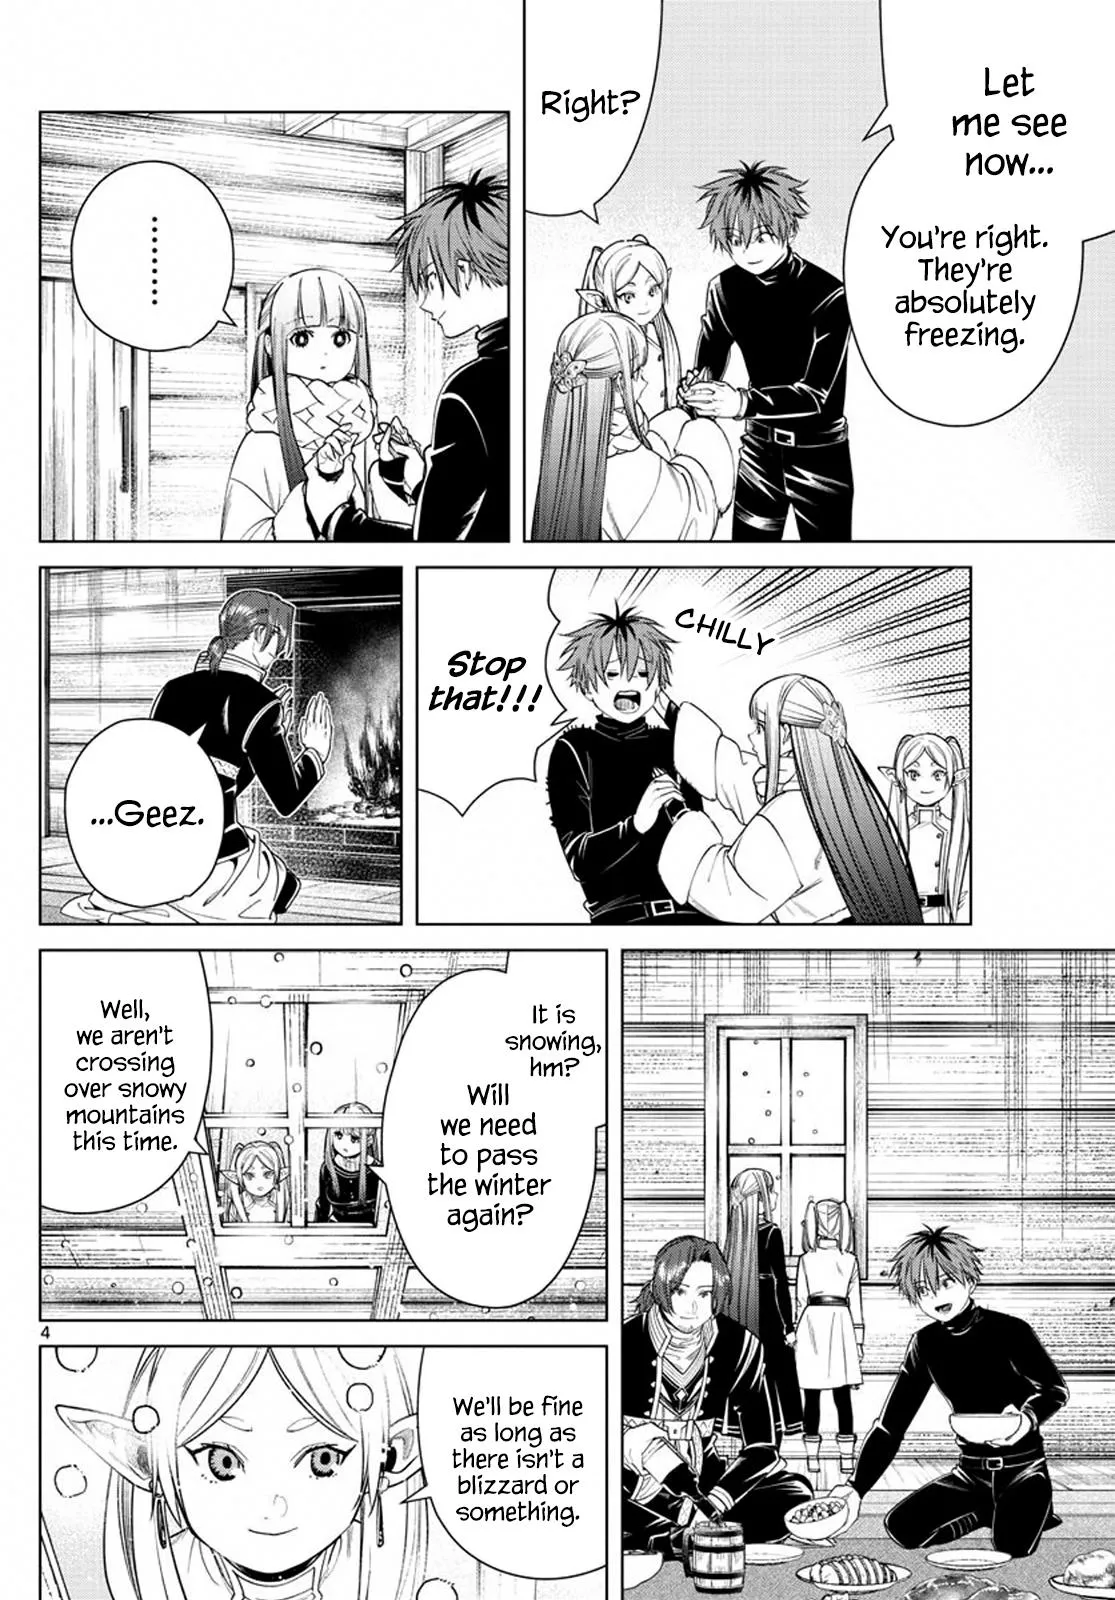 Let
me see
now...
You're right.
They're
absolutely
freezing.
Right?
.........
CHILLY
Stop
that!!!
...Geez.
It is
snowing,
hm?
Will
we need
to pass
the winter
again?
Well,
we aren't
crossing
over snowy
mountains
this time.
4
We'll be fine
as long as
there isn't a
blizzard or
something.